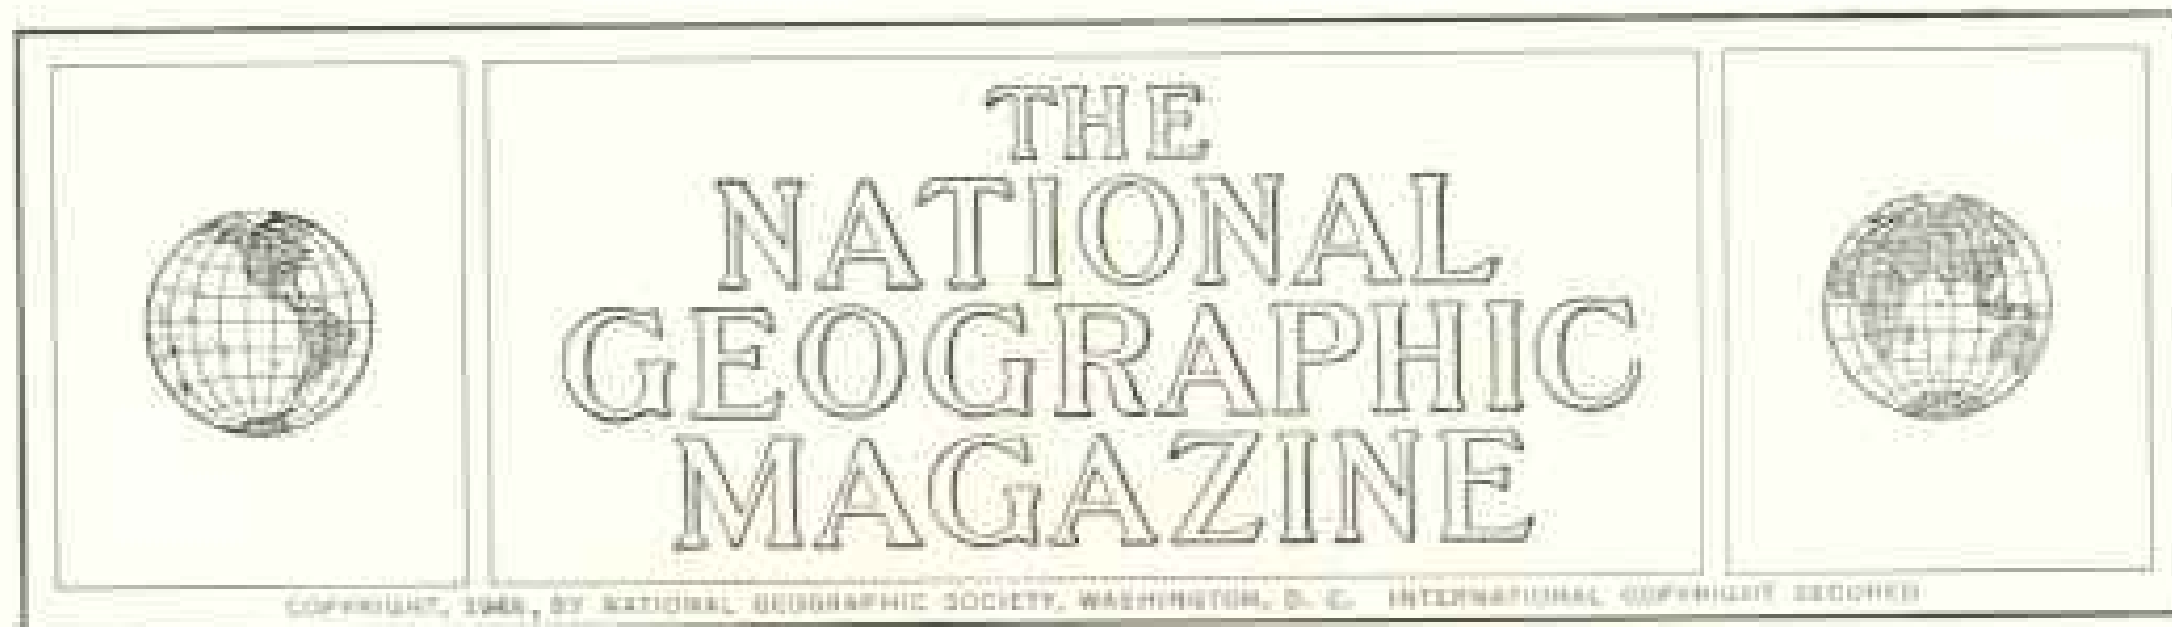 THE
NATIONAL
GEOGRAPHIC
MAGAZINE
COPYRIGHT, BY NATIONAL GEOGRAPHIC SOCIETY, WASHINGTON, D. C. INTERNATIONAL COPYRIGHT SECURED